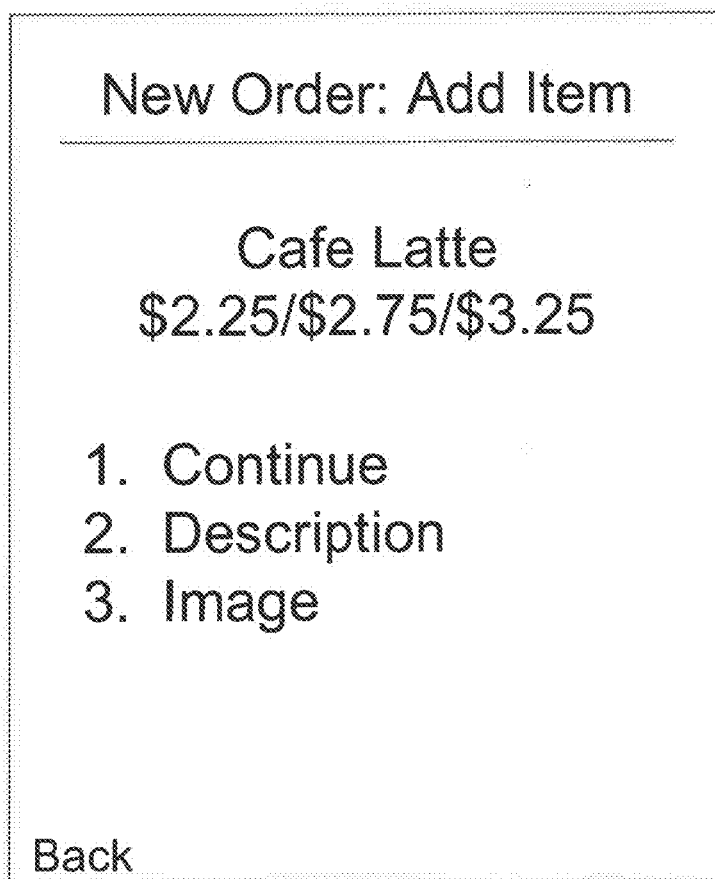 New Order: Add Item
Cafe Latte
$2.25/$2.75/$3.25
1. Continue
2. Description
3. Image
Back